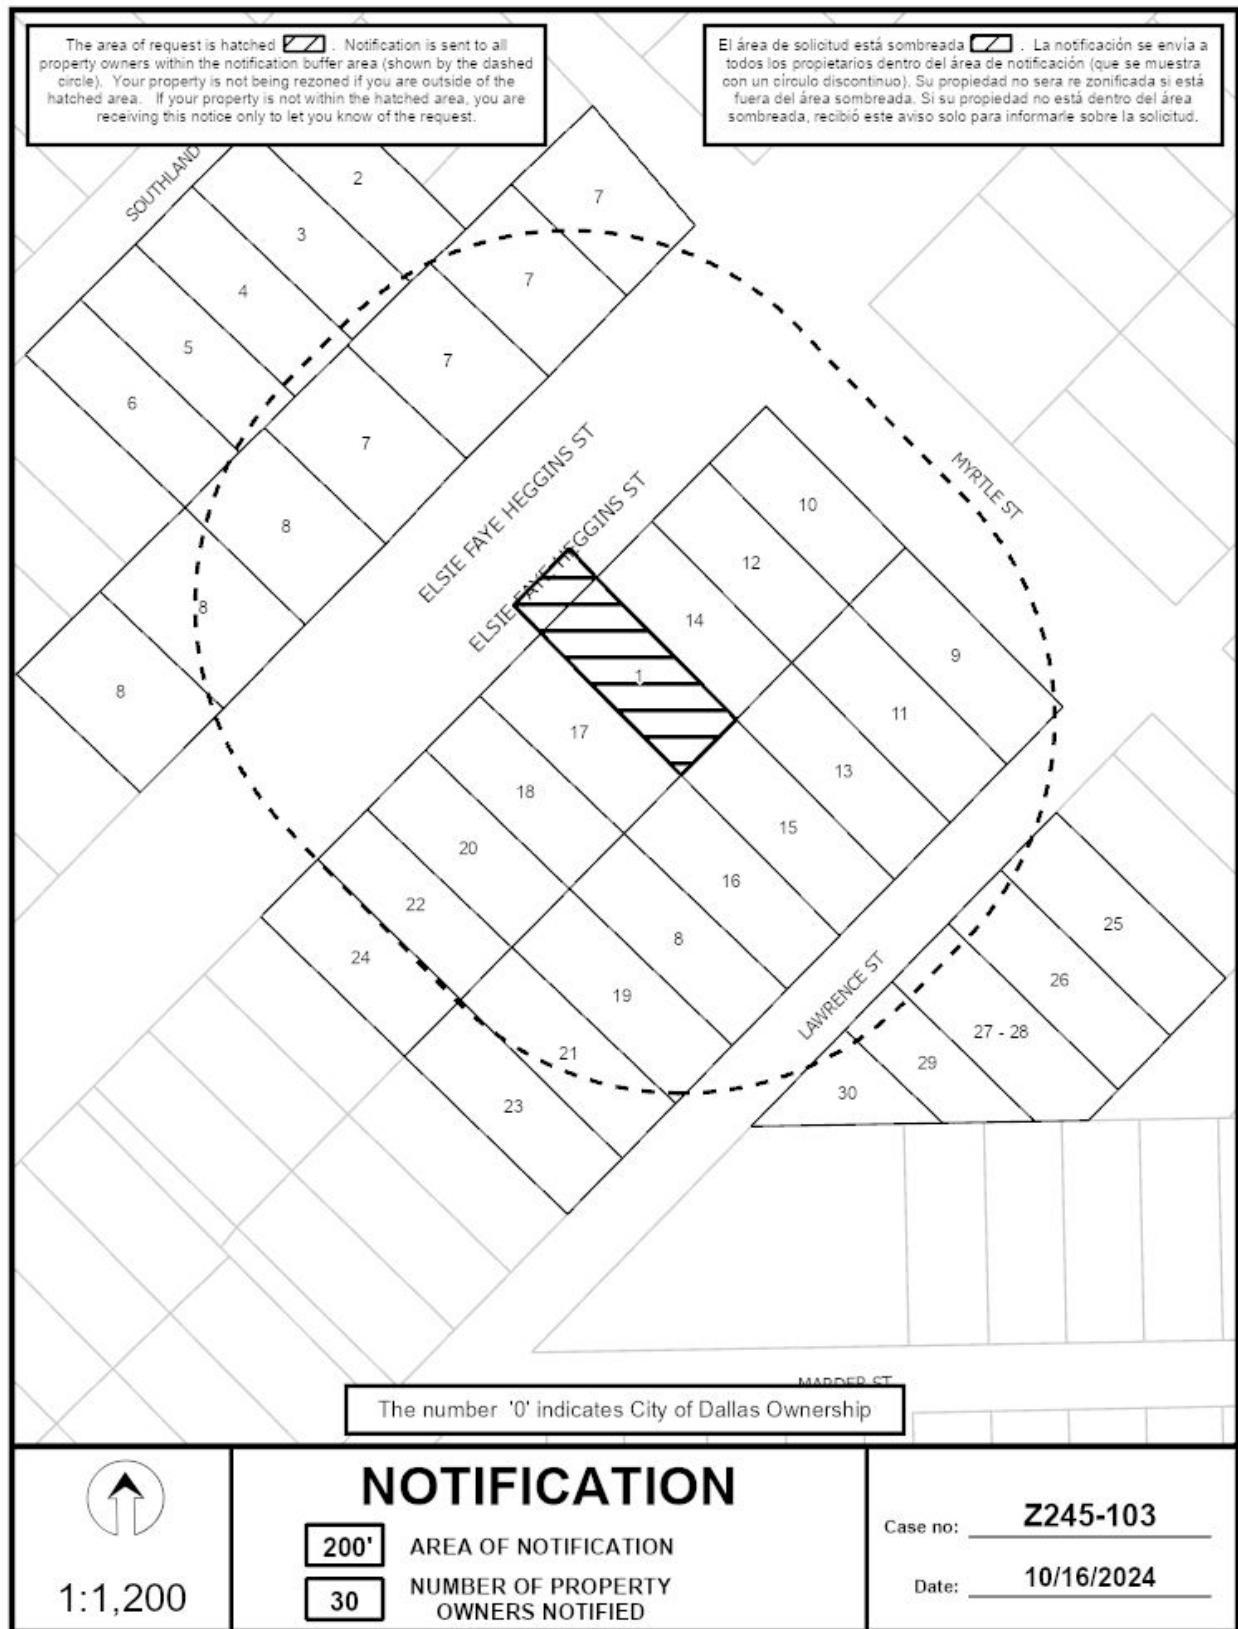 The area of request is hatched . Notification is sent to all
property owners within the notification buffer area (shown by the dashed
circle). Your property is not being rezoned if you are outside of the
hatched area. If your property is not within the hatched area, you are
receiving this notice only to let you know of the request.
El área de solicitud está sombreada . La notificación se envía a
todos los propietarios dentro del área de notificación (que se muestra
con un círculo discontinuo). Su propiedad no sera re zonificada si está
fuera del área sombreada. Si su propiedad no está dentro del área
sombreada, recibió este aviso solo para informarle sobre la solicitud.
SOUTHLAND
2
7
3
7
4
5
7
6
7
ELSIE FAYE HEGGINS ST
MYRTLE ST
10
8
ELSIE FAYE HEGGINS ST
12
8
14
9
1
8
11
17
13
18
15
20
16
22
25
8
24
LAWRENCE ST
26
19
27 - 28
21
29
30
23
MARDER ST
The number '0' indicates City of Dallas Ownership
1:1,200
NOTIFICATION
200' AREA OF NOTIFICATION
30 NUMBER OF PROPERTY
OWNERS NOTIFIED
Case no: Z245-103
Date: 10/16/2024